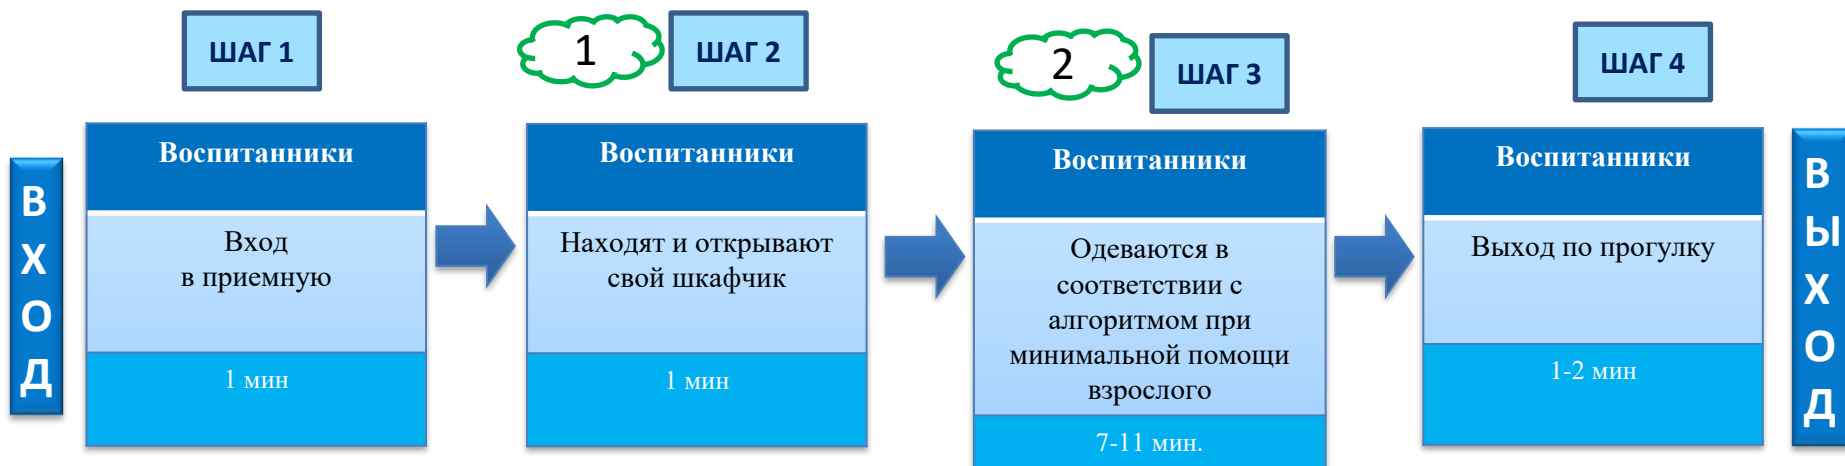 ШАГ 1
1
ШАГ 2
2
ШАГ 3
ШАГ 4
ВХОД
Воспитанники
Вход
в приемную
1 мин
Воспитанники
Находят и открывают
свой шкафчик
1 мин
Воспитанники
Одеваются в
соответствии с
алгоритмом при
минимальной помощи
взрослого
7-11 мин.
Воспитанники
Выход по прогулку
1-2 мин
ВЫХОД